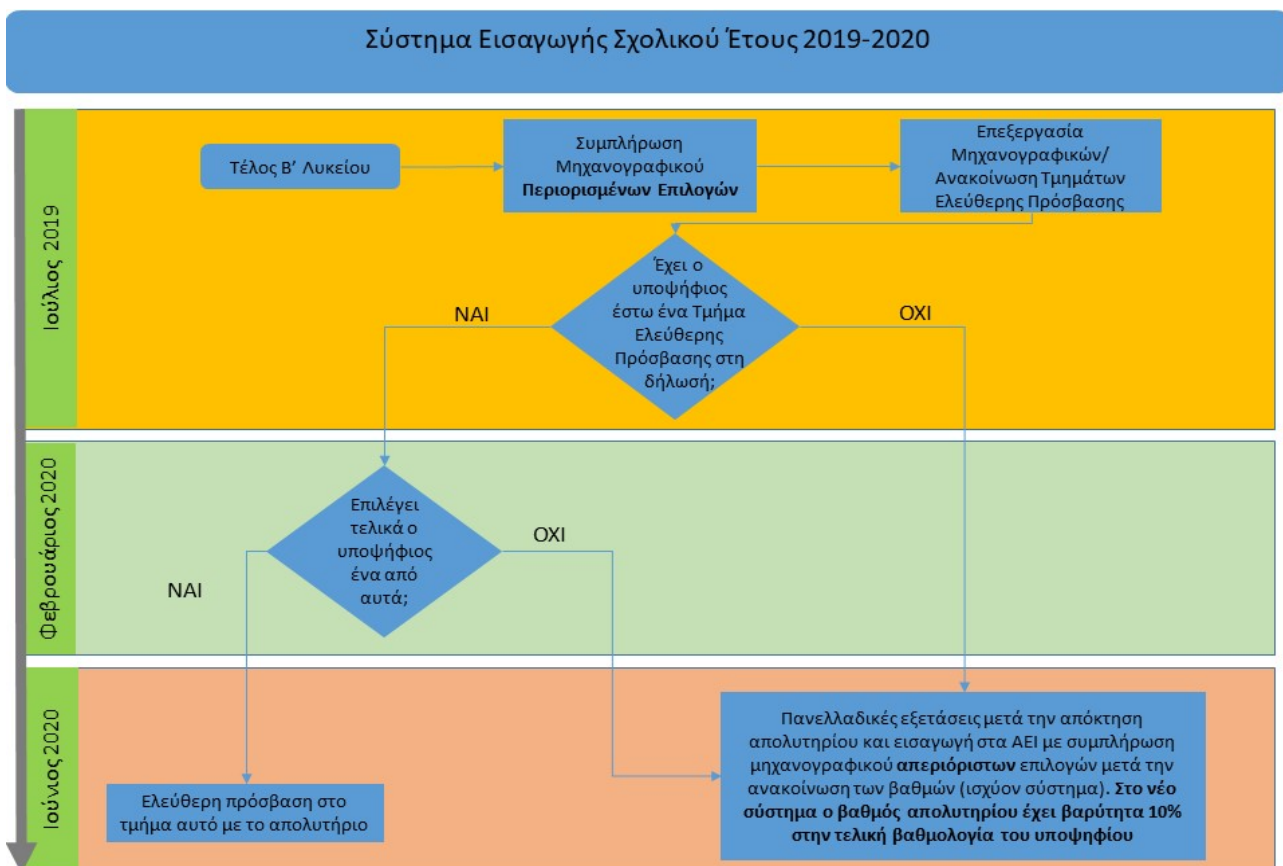 Σύστημα Εισαγωγής Σχολικού Έτους 2019-2020
Ιούλιος 2019
Τέλος Β’ Λυκείου
Συμπλήρωση
Μηχανογραφικού
Περιορισμένων Επιλογών
Επεξεργασία
Μηχανογραφικών/
Ανακοίνωση Τμημάτων
Ελεύθερης Πρόσβασης
Έχει ο
υποψήφιος
έστω ένα Τμήμα
Ελεύθερης
Πρόσβασης στη
δήλωσή;
ΝΑΙ
ΟΧΙ
Φεβρουάριος 2020
Επιλέγει
τελικά ο
υποψήφιος
ένα από
αυτά;
ΝΑΙ
ΟΧΙ
Ιούνιος 2020
Ελεύθερη πρόσβαση στο
τμήμα αυτό με το απολυτήριο
Πανελλαδικές εξετάσεις μετά την απόκτηση
απολυτηρίου και εισαγωγή στα ΑΕΙ με συμπλήρωση
μηχανογραφικού απεριόριστων επιλογών μετά την
ανακοίνωση των βαθμών (ισχύον σύστημα). Στο νέο
σύστημα ο βαθμός απολυτηρίου έχει βαρύτητα 10%
στην τελική βαθμολογία του υποψηφίου